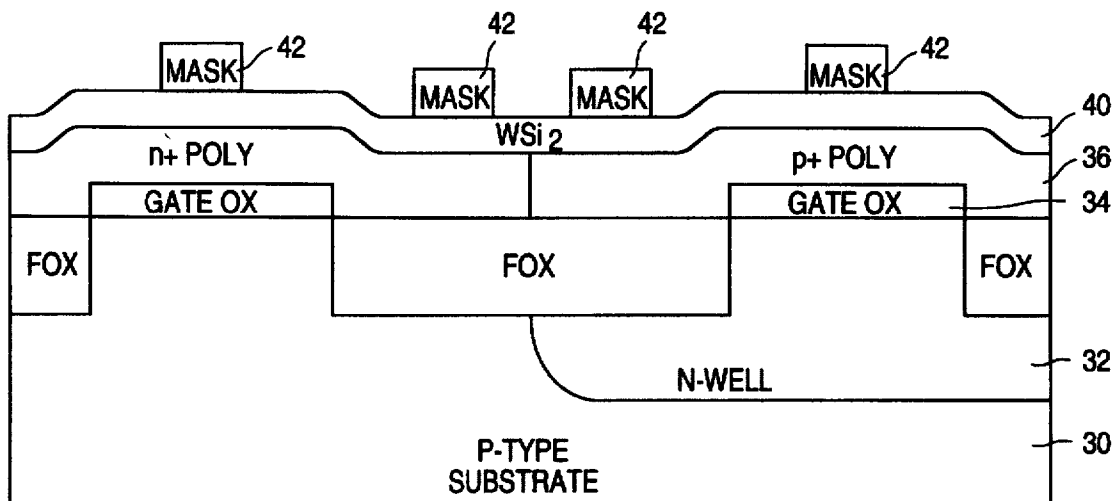 42
42
42
42
MASK
MASK
MASK
MASK
40
WSi2
n+ POLY
p+ POLY
36
GATE OX
GATE OX
34
FOX
FOX
FOX
32
N-WELL
30
P-TYPE
SUBSTRATE